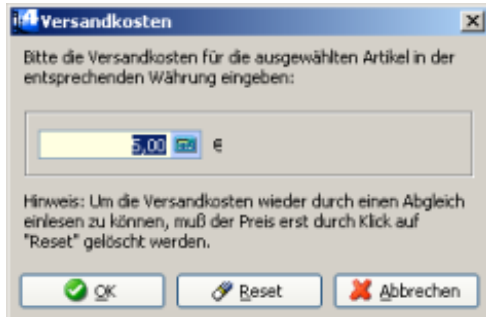 Versandkosten
Bitte die Versandkosten für die ausgewählten Artikel in der
entsprechenden Währung eingeben:
5,00 €
Hinweis: Um die Versandkosten wieder durch einen Abgleich
einlesen zu können, muß der Preis erst durch Klick auf
"Reset" gelöscht werden.
OK Reset Abbrechen